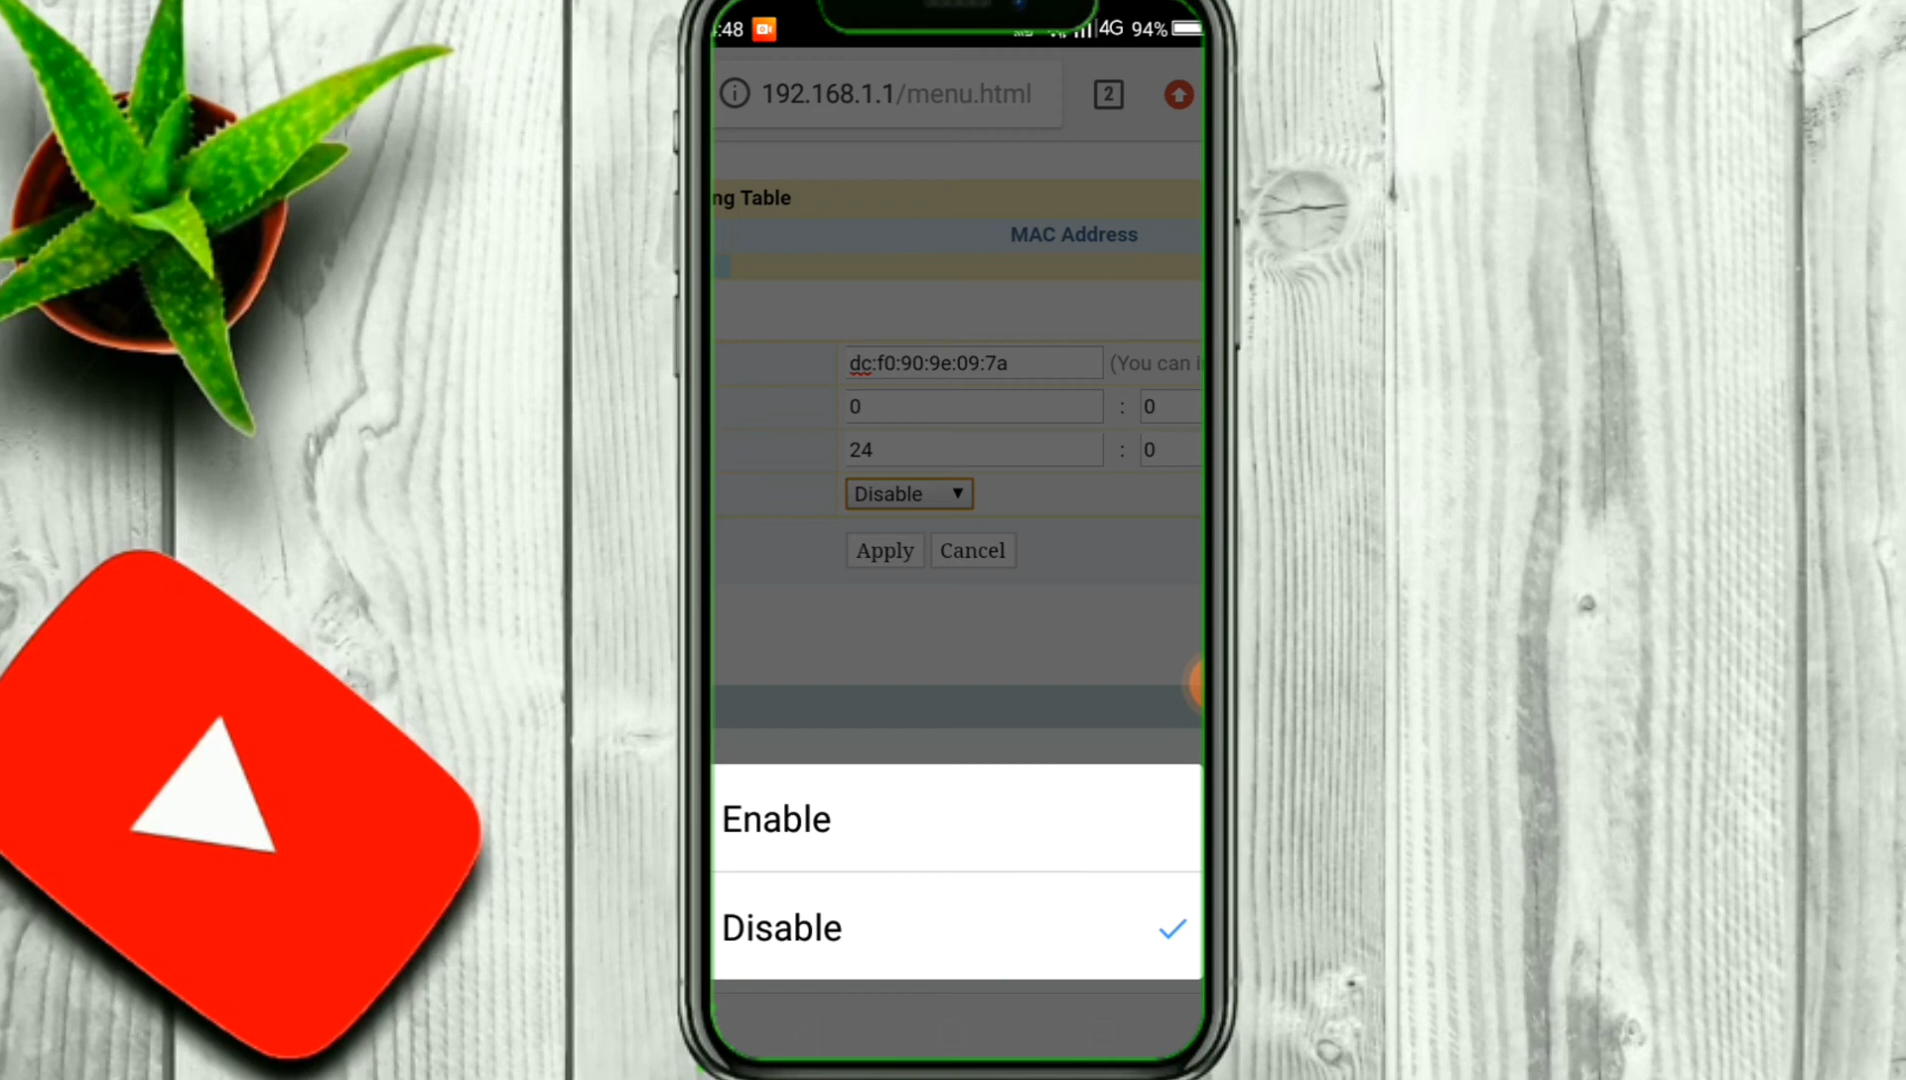 :48 4G 94%
192.168.1.1/menu.html 2
ng Table
MAC Address
dc:f0:90:9e:09:7a (You can i
0 : 0
24 : 0
Disable ▼
Apply Cancel
Enable
Disable